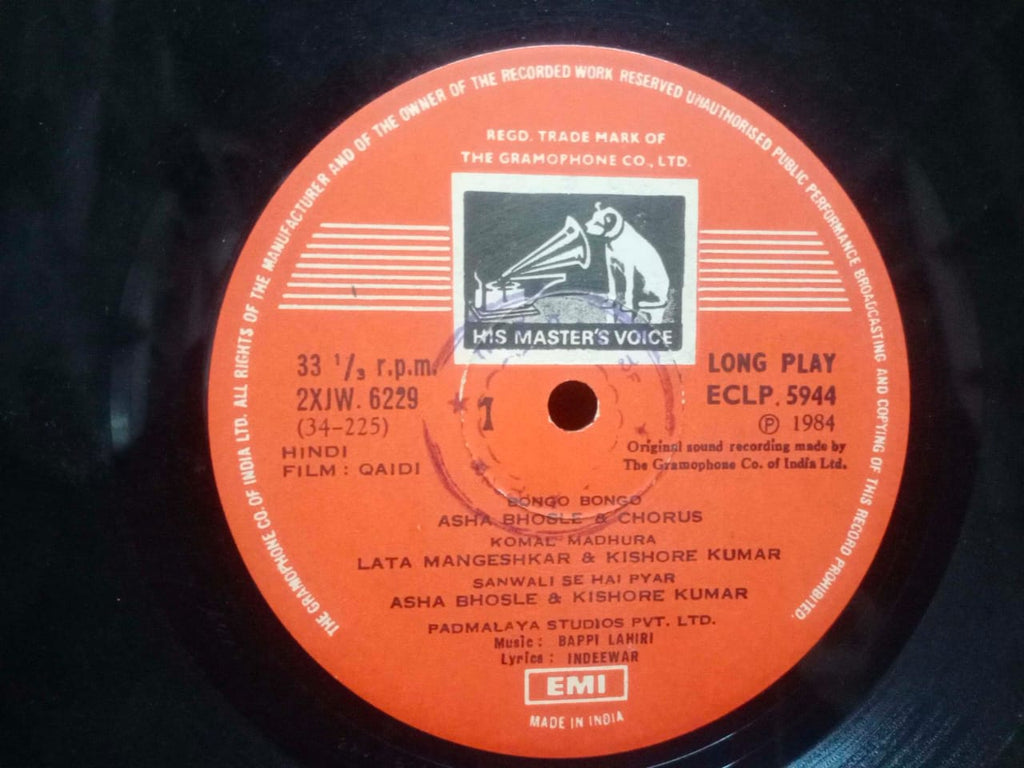 THE GRAMOPHONE CO. OF INDIA LTD. ALL RIGHTS OF THE MANUFACTURER AND OF THE OWNER OF THE RECORDED WORK RESERVED UNAUTHORISED PUBLIC PERFORMANCE BROADCASTING AND COPYING OF THIS RECORD PROHIBITED.
REGD. TRADE MARK OF
THE GRAMOPHONE CO., LTD.
HIS MASTER'S VOICE
33 1/3 r.p.m.
2XJW. 6229
(34-225)
HINDI
FILM : QAIDI
1
LONG PLAY
ECLP. 5944
Ⓟ 1984
Original sound recording made by
The Gramophone Co. of India Ltd.
BONGO BONGO
ASHA BHOSLE & CHORUS
KOMAL MADHURA
LATA MANGESHKAR & KISHORE KUMAR
SANWALI SE HAI PYAR
ASHA BHOSLE & KISHORE KUMAR
PADMALAYA STUDIOS PVT. LTD.
Music : BAPPI LAHIRI
Lyrics : INDEEWAR
EMI
MADE IN INDIA